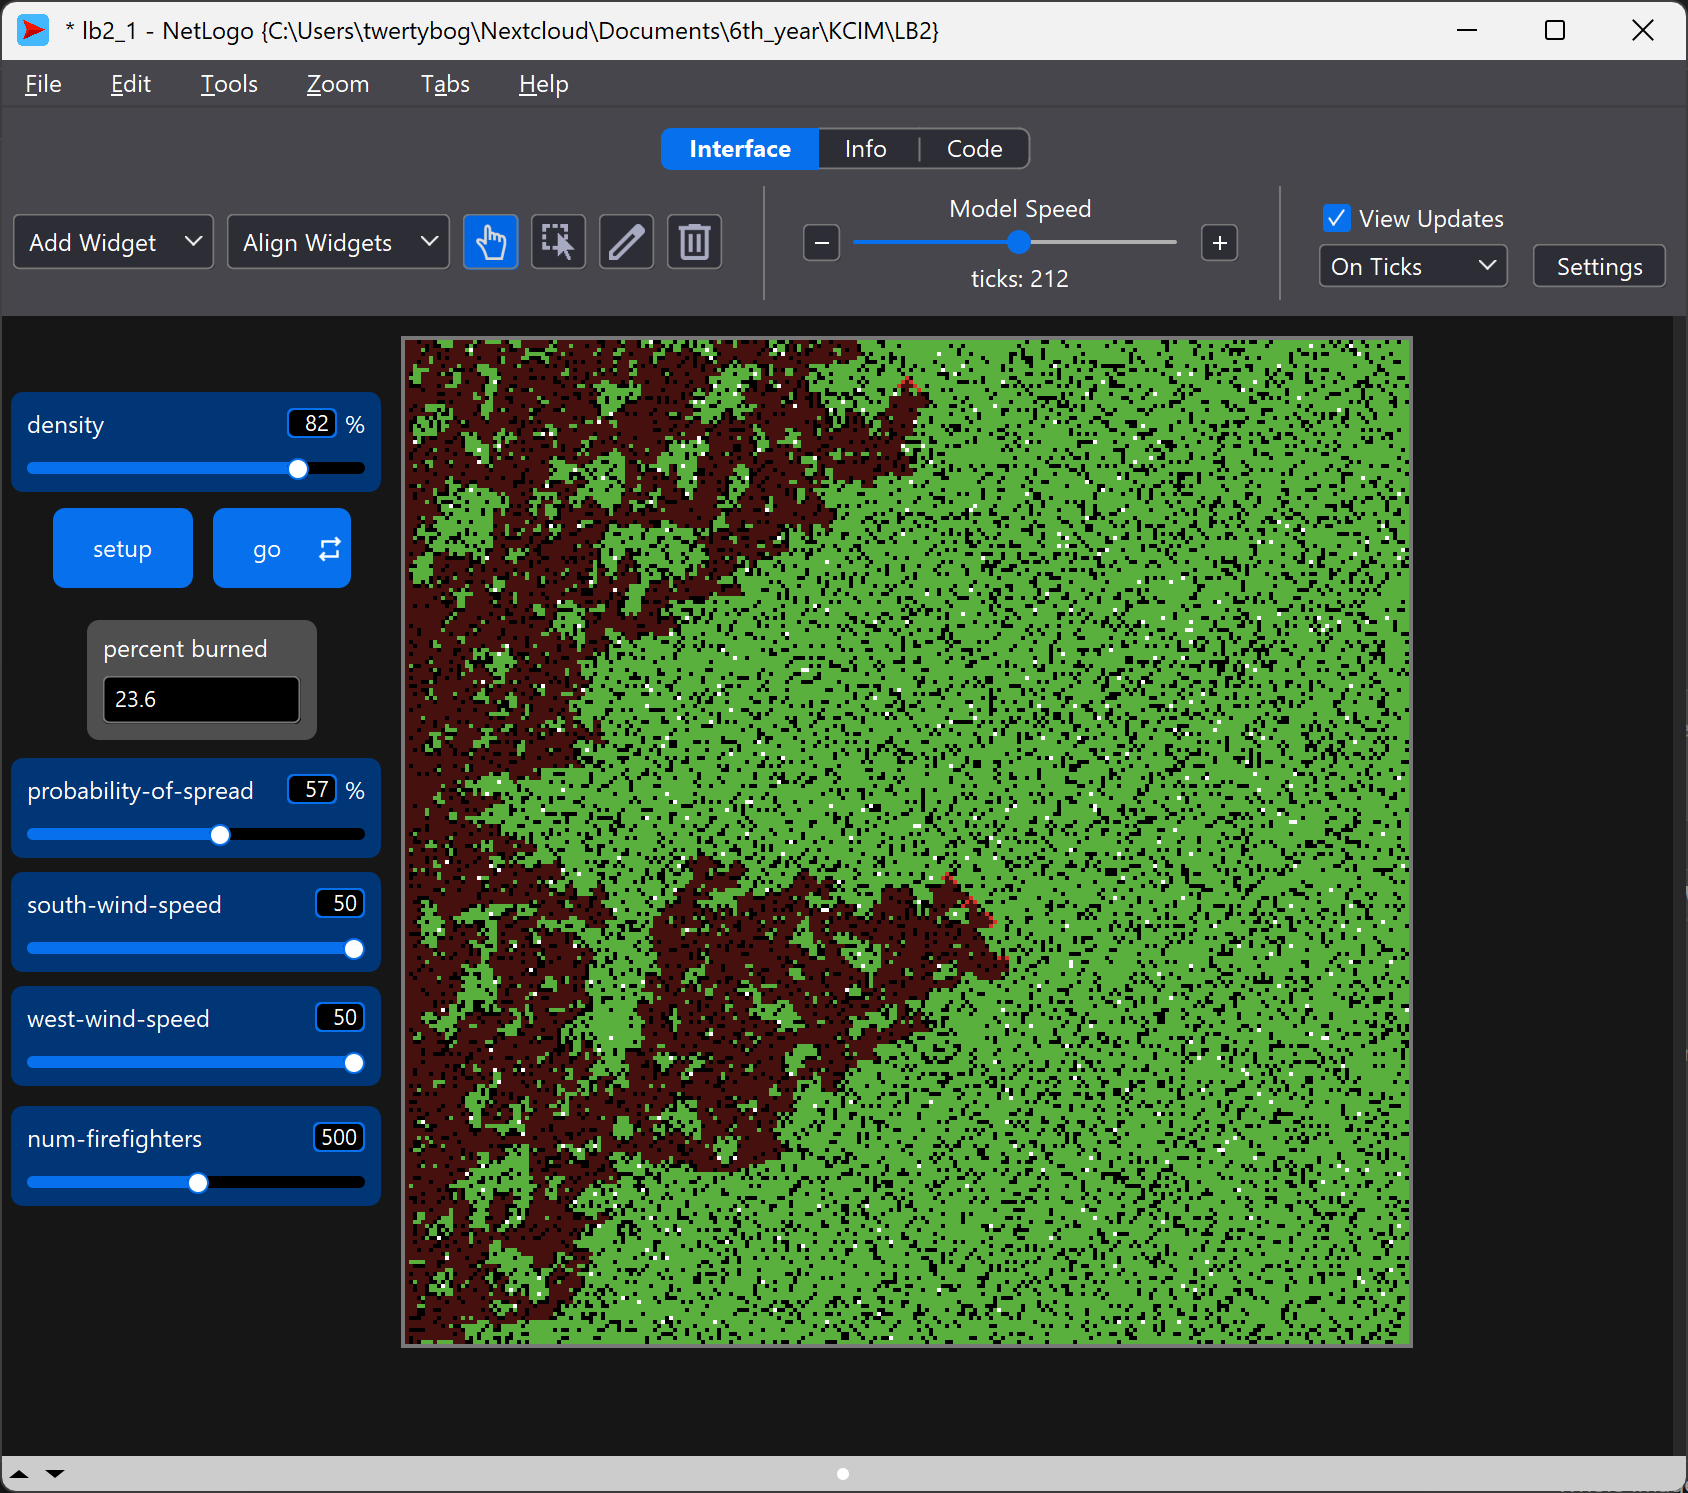 * lb2_1 - NetLogo {C:\Users\twertybog\Nextcloud\Documents\6th_year\KCIM\LB2}
File Edit Tools Zoom Tabs Help
Interface Info Code
Add Widget Align Widgets
Model Speed
ticks: 212
View Updates
On Ticks Settings
density 82 %
setup go
percent burned
23.6
probability-of-spread 57 %
south-wind-speed 50
west-wind-speed 50
num-firefighters 500